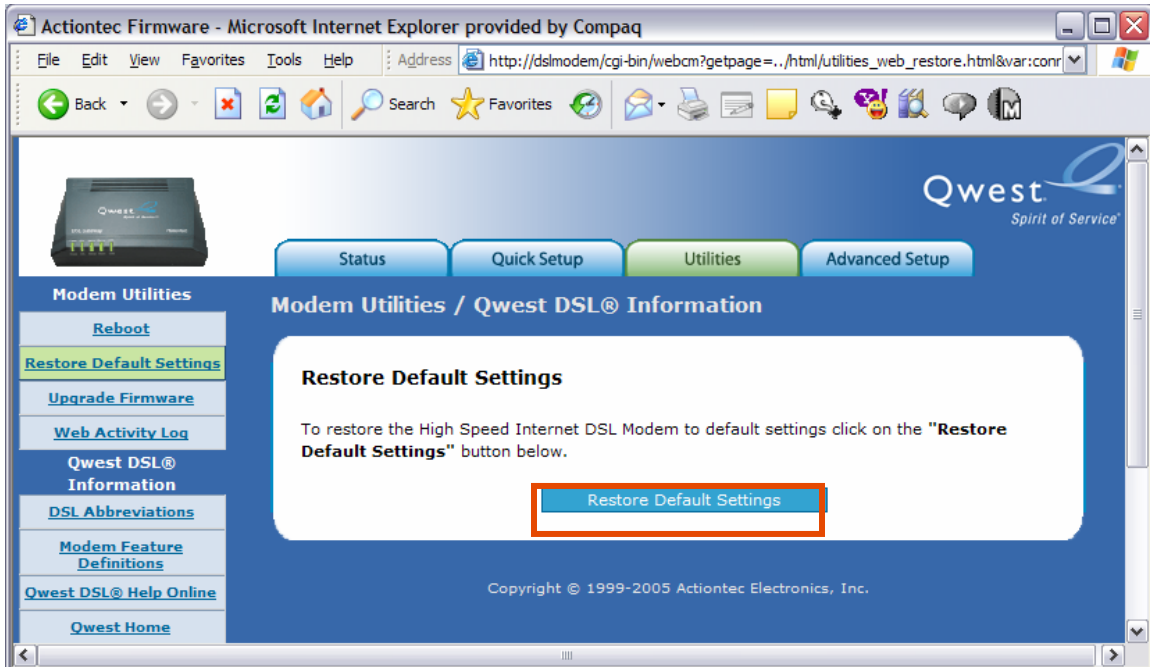 Actiontec Firmware - Microsoft Internet Explorer provided by Compaq
File Edit View Favorites Tools Help Address http://dslmodem/cgi-bin/webcm?getpage=../html/utilities_web_restore.html&var:conr
Back Search Favorites
Qwest
Spirit of Service
Qwest
Status Quick Setup Utilities Advanced Setup
Modem Utilities
Reboot
Restore Default Settings
Upgrade Firmware
Web Activity Log
Qwest DSL®
Information
DSL Abbreviations
Modem Feature
Definitions
Qwest DSL® Help Online
Qwest Home
Modem Utilities / Qwest DSL® Information
Restore Default Settings
To restore the High Speed Internet DSL Modem to default settings click on the "Restore
Default Settings" button below.
Restore Default Settings
Copyright © 1999-2005 Actiontec Electronics, Inc.